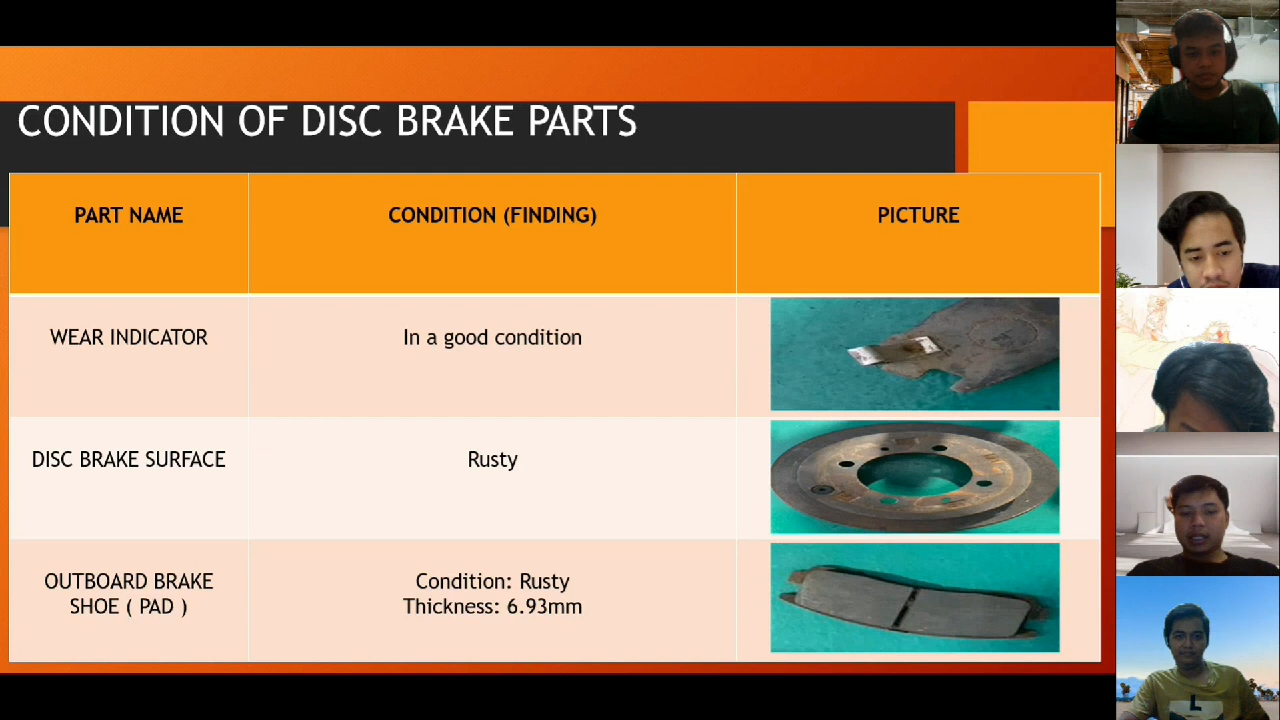 CONDITION OF DISC BRAKE PARTS
PART NAME
CONDITION (FINDING)
PICTURE
WEAR INDICATOR
In a good condition
DISC BRAKE SURFACE
Rusty
OUTBOARD BRAKE
SHOE ( PAD )
Condition: Rusty
Thickness: 6.93mm
L